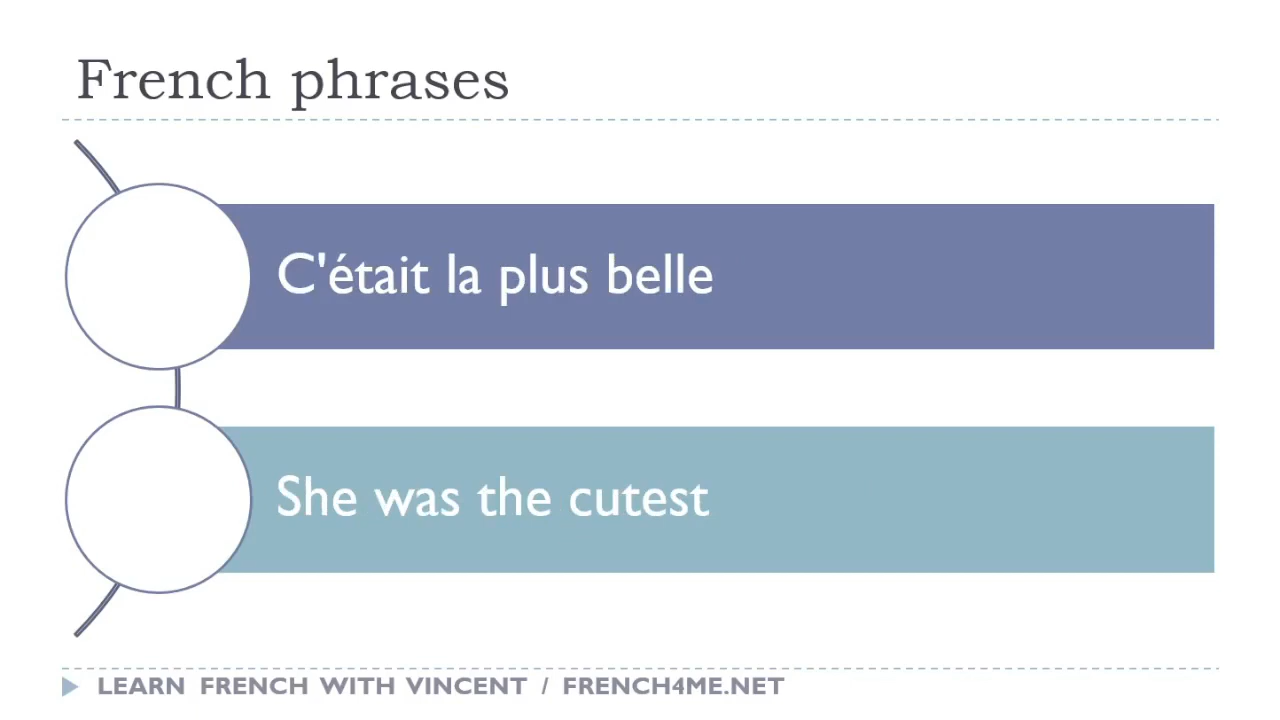 French phrases
C'était la plus belle
She was the cutest
LEARN FRENCH WITH VINCENT / FRENCH4ME.NET